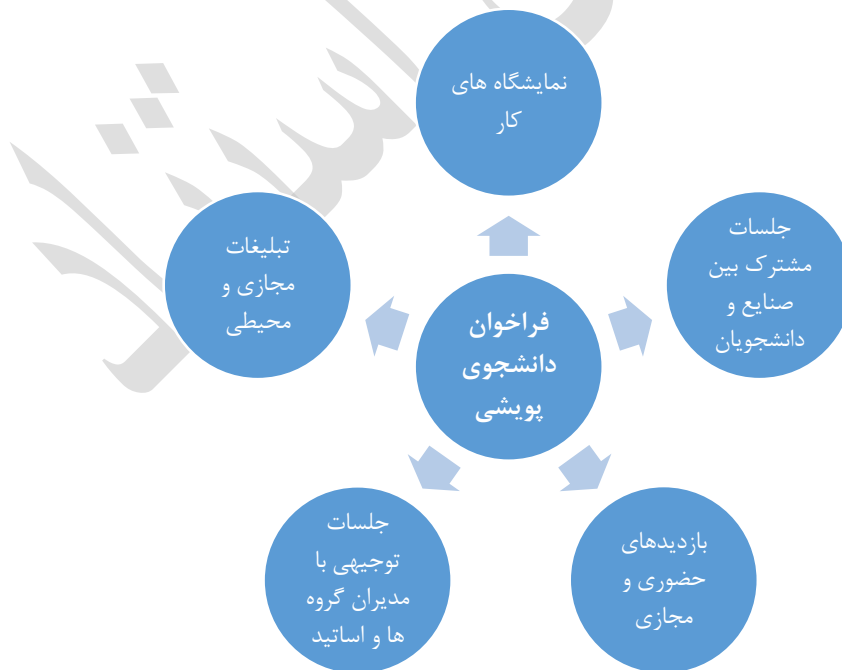 نمایشگاه های
کار
جلسات
مشترک بین
صنایع و
دانشجویان
تبلیغات
مجازی و
محیطی
فراخوان
دانشجوی
پویشی
بازدیدهای
حضوری و
مجازی
جلسات
توجیهی با
مدیران گروه
ها و اساتید